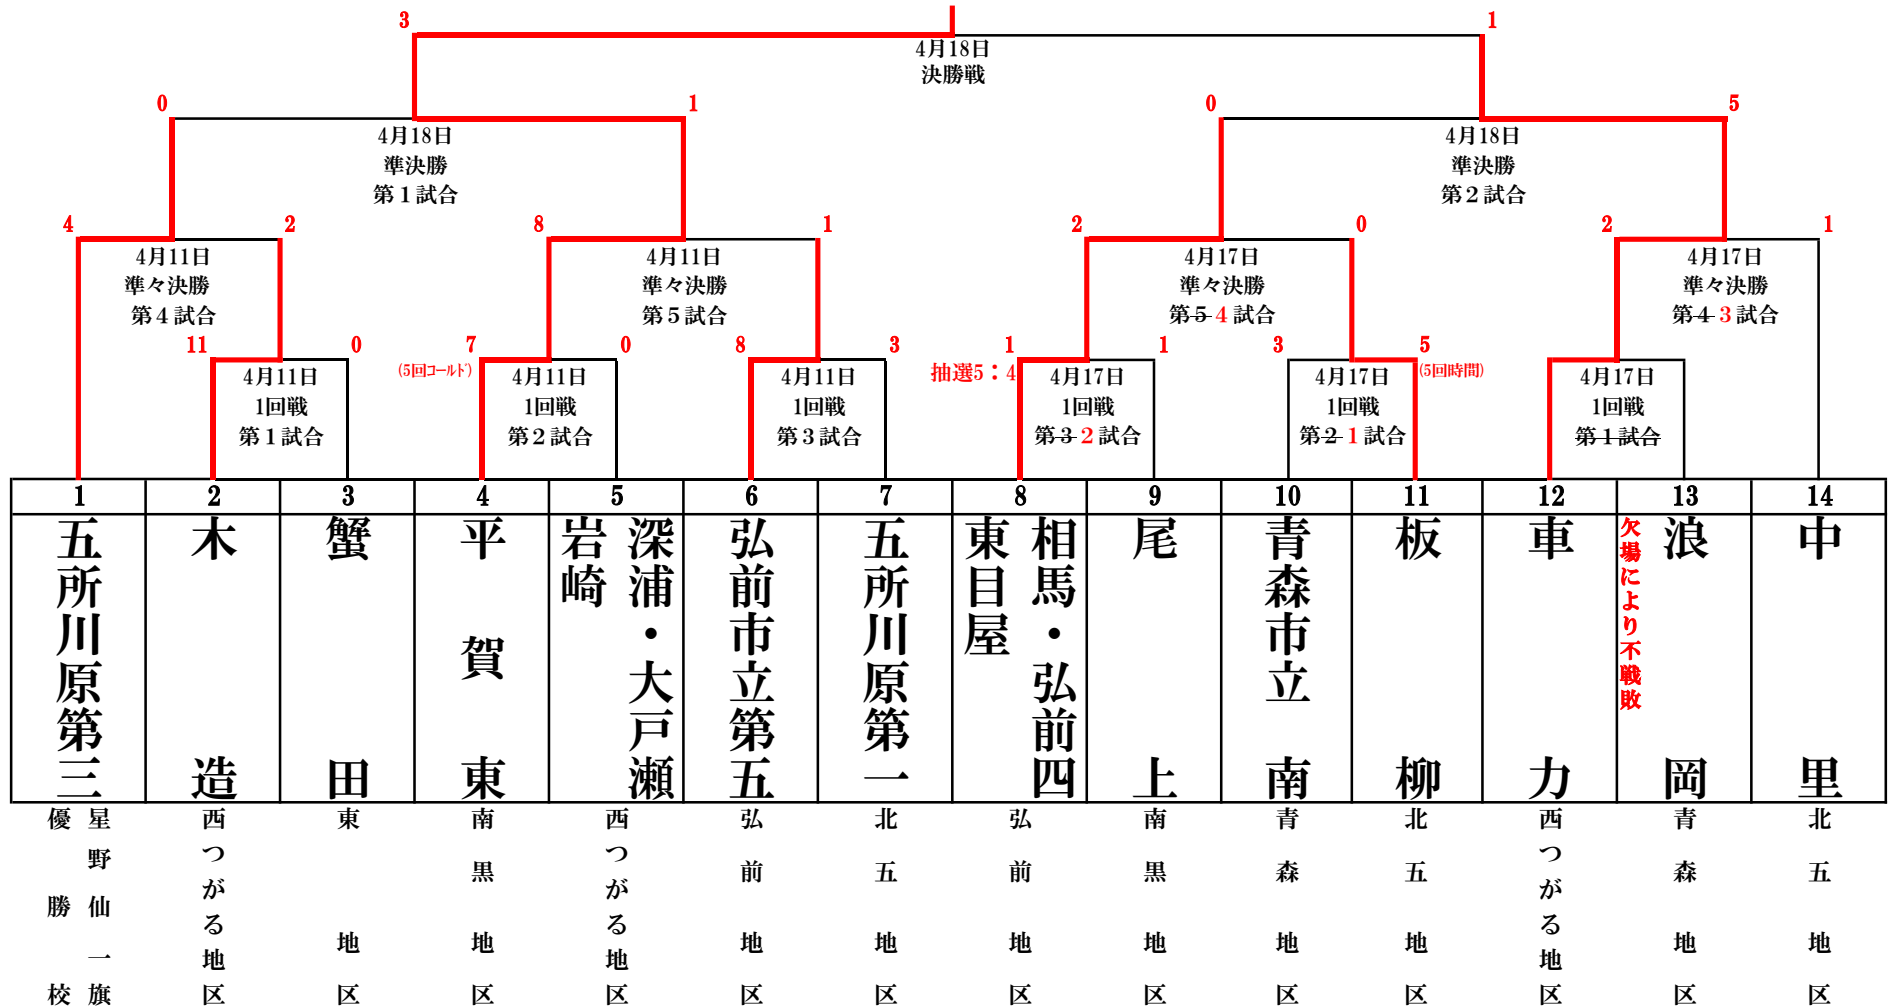 3
1
4月18日
決勝戦
0
1
0
5
4月18日
準決勝
第1試合
4月18日
準決勝
第2試合
4
2
8
1
2
0
2
1
4月11日
準々決勝
第4試合
4月11日
準々決勝
第5試合
4月17日
準々決勝
第5 4 試合
4月17日
準々決勝
第4 3 試合
11
0
7
(5回コールド)
0
8
3
抽選5：4
1
1
3
5
(5回時間)
4月11日
1回戦
第1試合
4月11日
1回戦
第2試合
4月11日
1回戦
第3試合
4月17日
1回戦
第3 2 試合
4月17日
1回戦
第2 1 試合
4月17日
1回戦
第1試合
1
2
3
4
5
6
7
8
9
10
11
12
13
14
五所川原第三
木造
蟹田
平賀東
深浦・大戸瀬
岩崎
弘前市立第五
五所川原第一
相馬・弘前四
東目屋
尾上
青森市立南
板柳
車力
浪岡
欠場により不戦敗
中里
星野仙一旗
優勝校
西つがる地区
東地区
南黒地区
西つがる地区
弘前地区
北五地区
弘前地区
南黒地区
青森地区
北五地区
西つがる地区
青森地区
北五地区